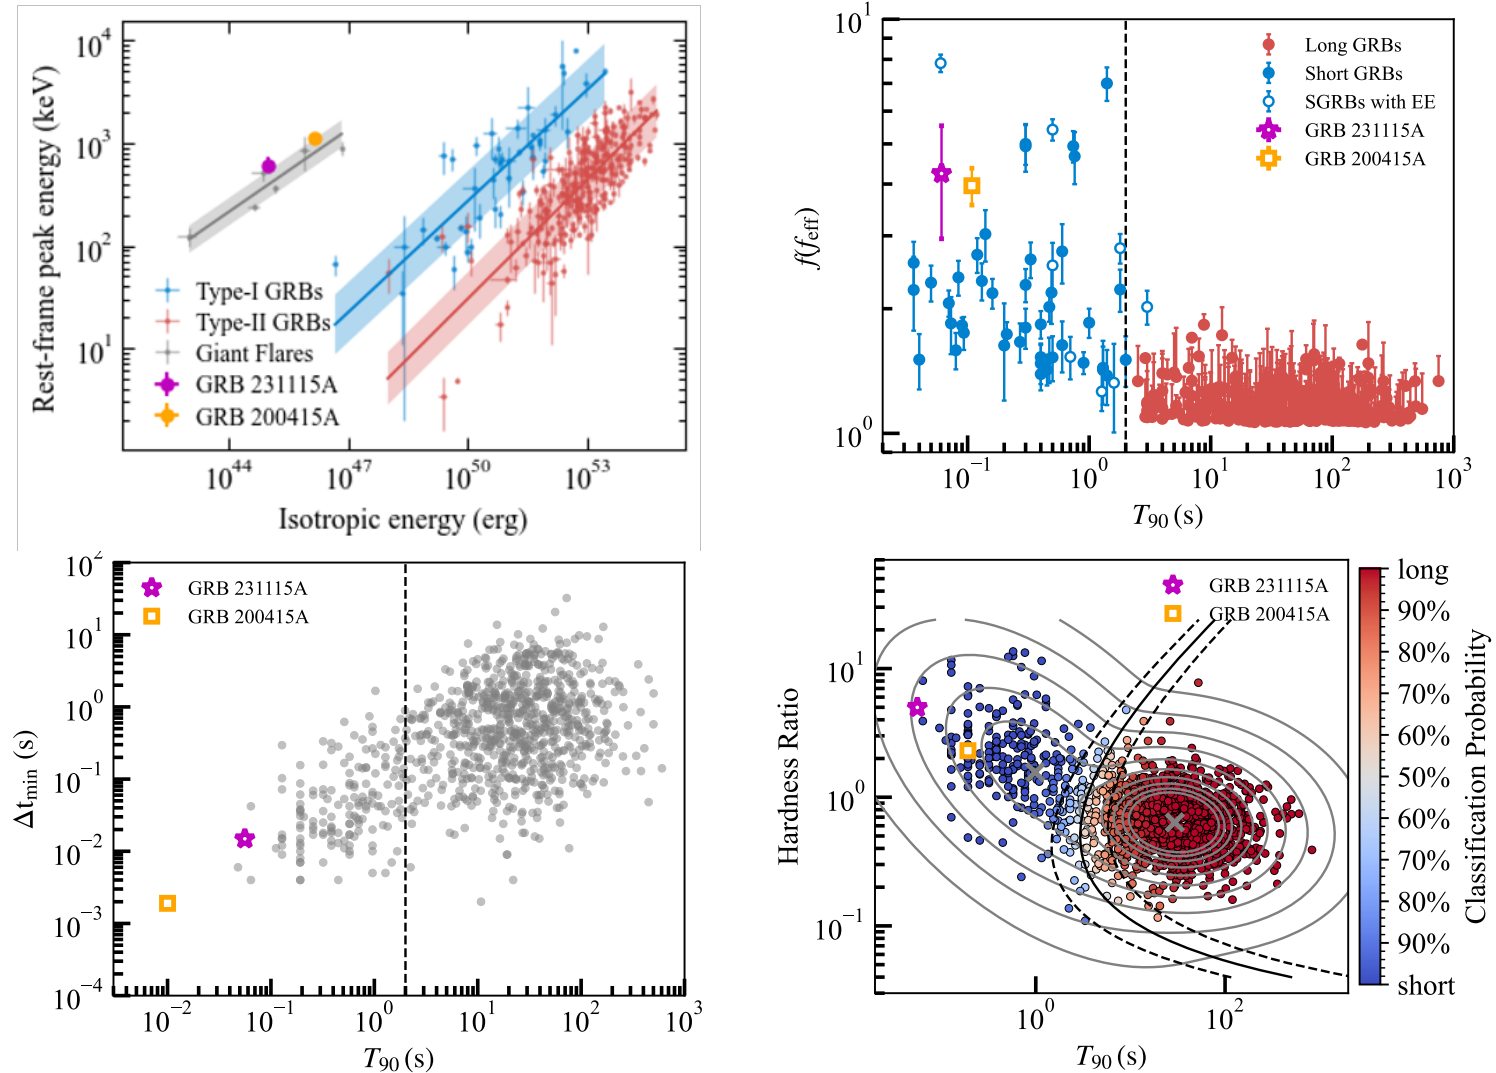 10^4
10^3
10^2
10^1
Rest-frame peak energy (keV)
Type-I GRBs
Type-II GRBs
Giant Flares
GRB 231115A
GRB 200415A
10^44
10^47
10^50
10^53
Isotropic energy (erg)
10^1
10^0
f(f_eff)
Long GRBs
Short GRBs
SGRBs with EE
GRB 231115A
GRB 200415A
10^−1
10^0
10^1
10^2
10^3
T_90 (s)
10^2
10^1
10^0
10^−1
10^−2
10^−3
10^−4
Δt_min (s)
GRB 231115A
GRB 200415A
10^−2
10^−1
10^0
10^1
10^2
10^3
T_90 (s)
10^1
10^0
10^−1
Hardness Ratio
GRB 231115A
GRB 200415A
10^0
10^2
T_90 (s)
long
90%
80%
70%
60%
50%
60%
70%
80%
90%
short
Classification Probability